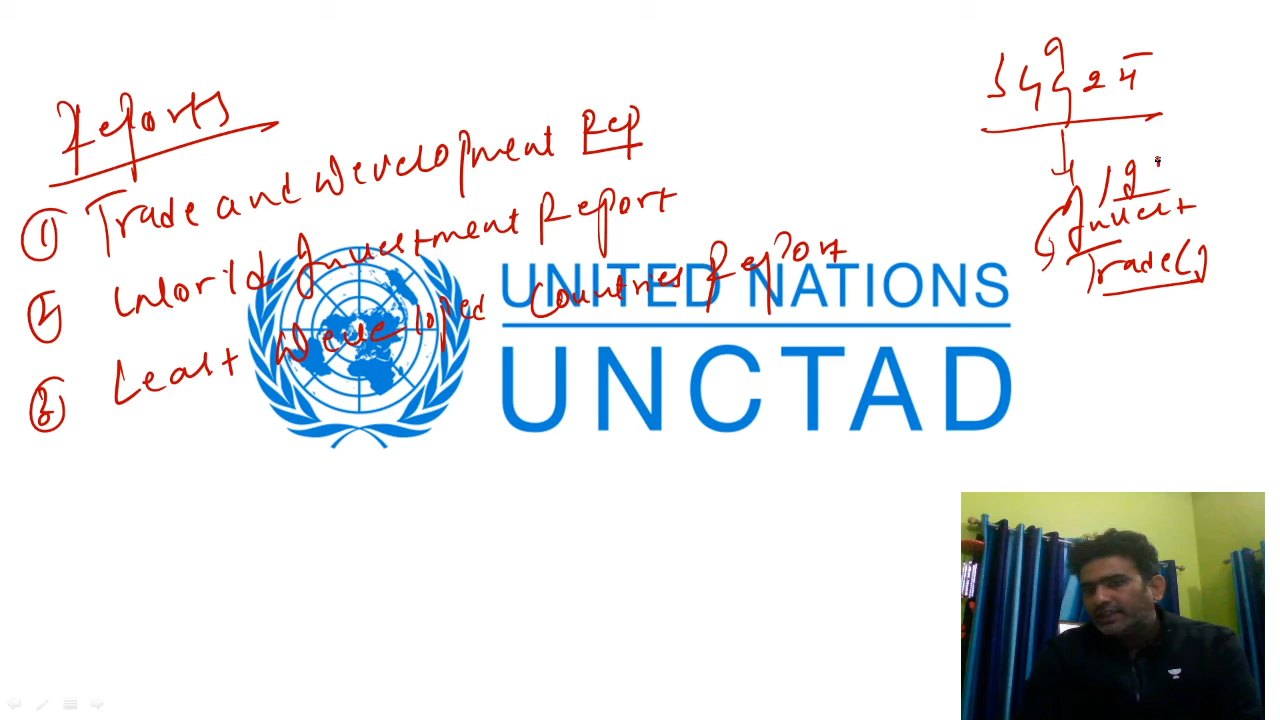 Reports
① Trade and Development Rep
② World Investment Report
③ Least Developed Countries Report
UNITED NATIONS
UNCTAD
Invest
Trade